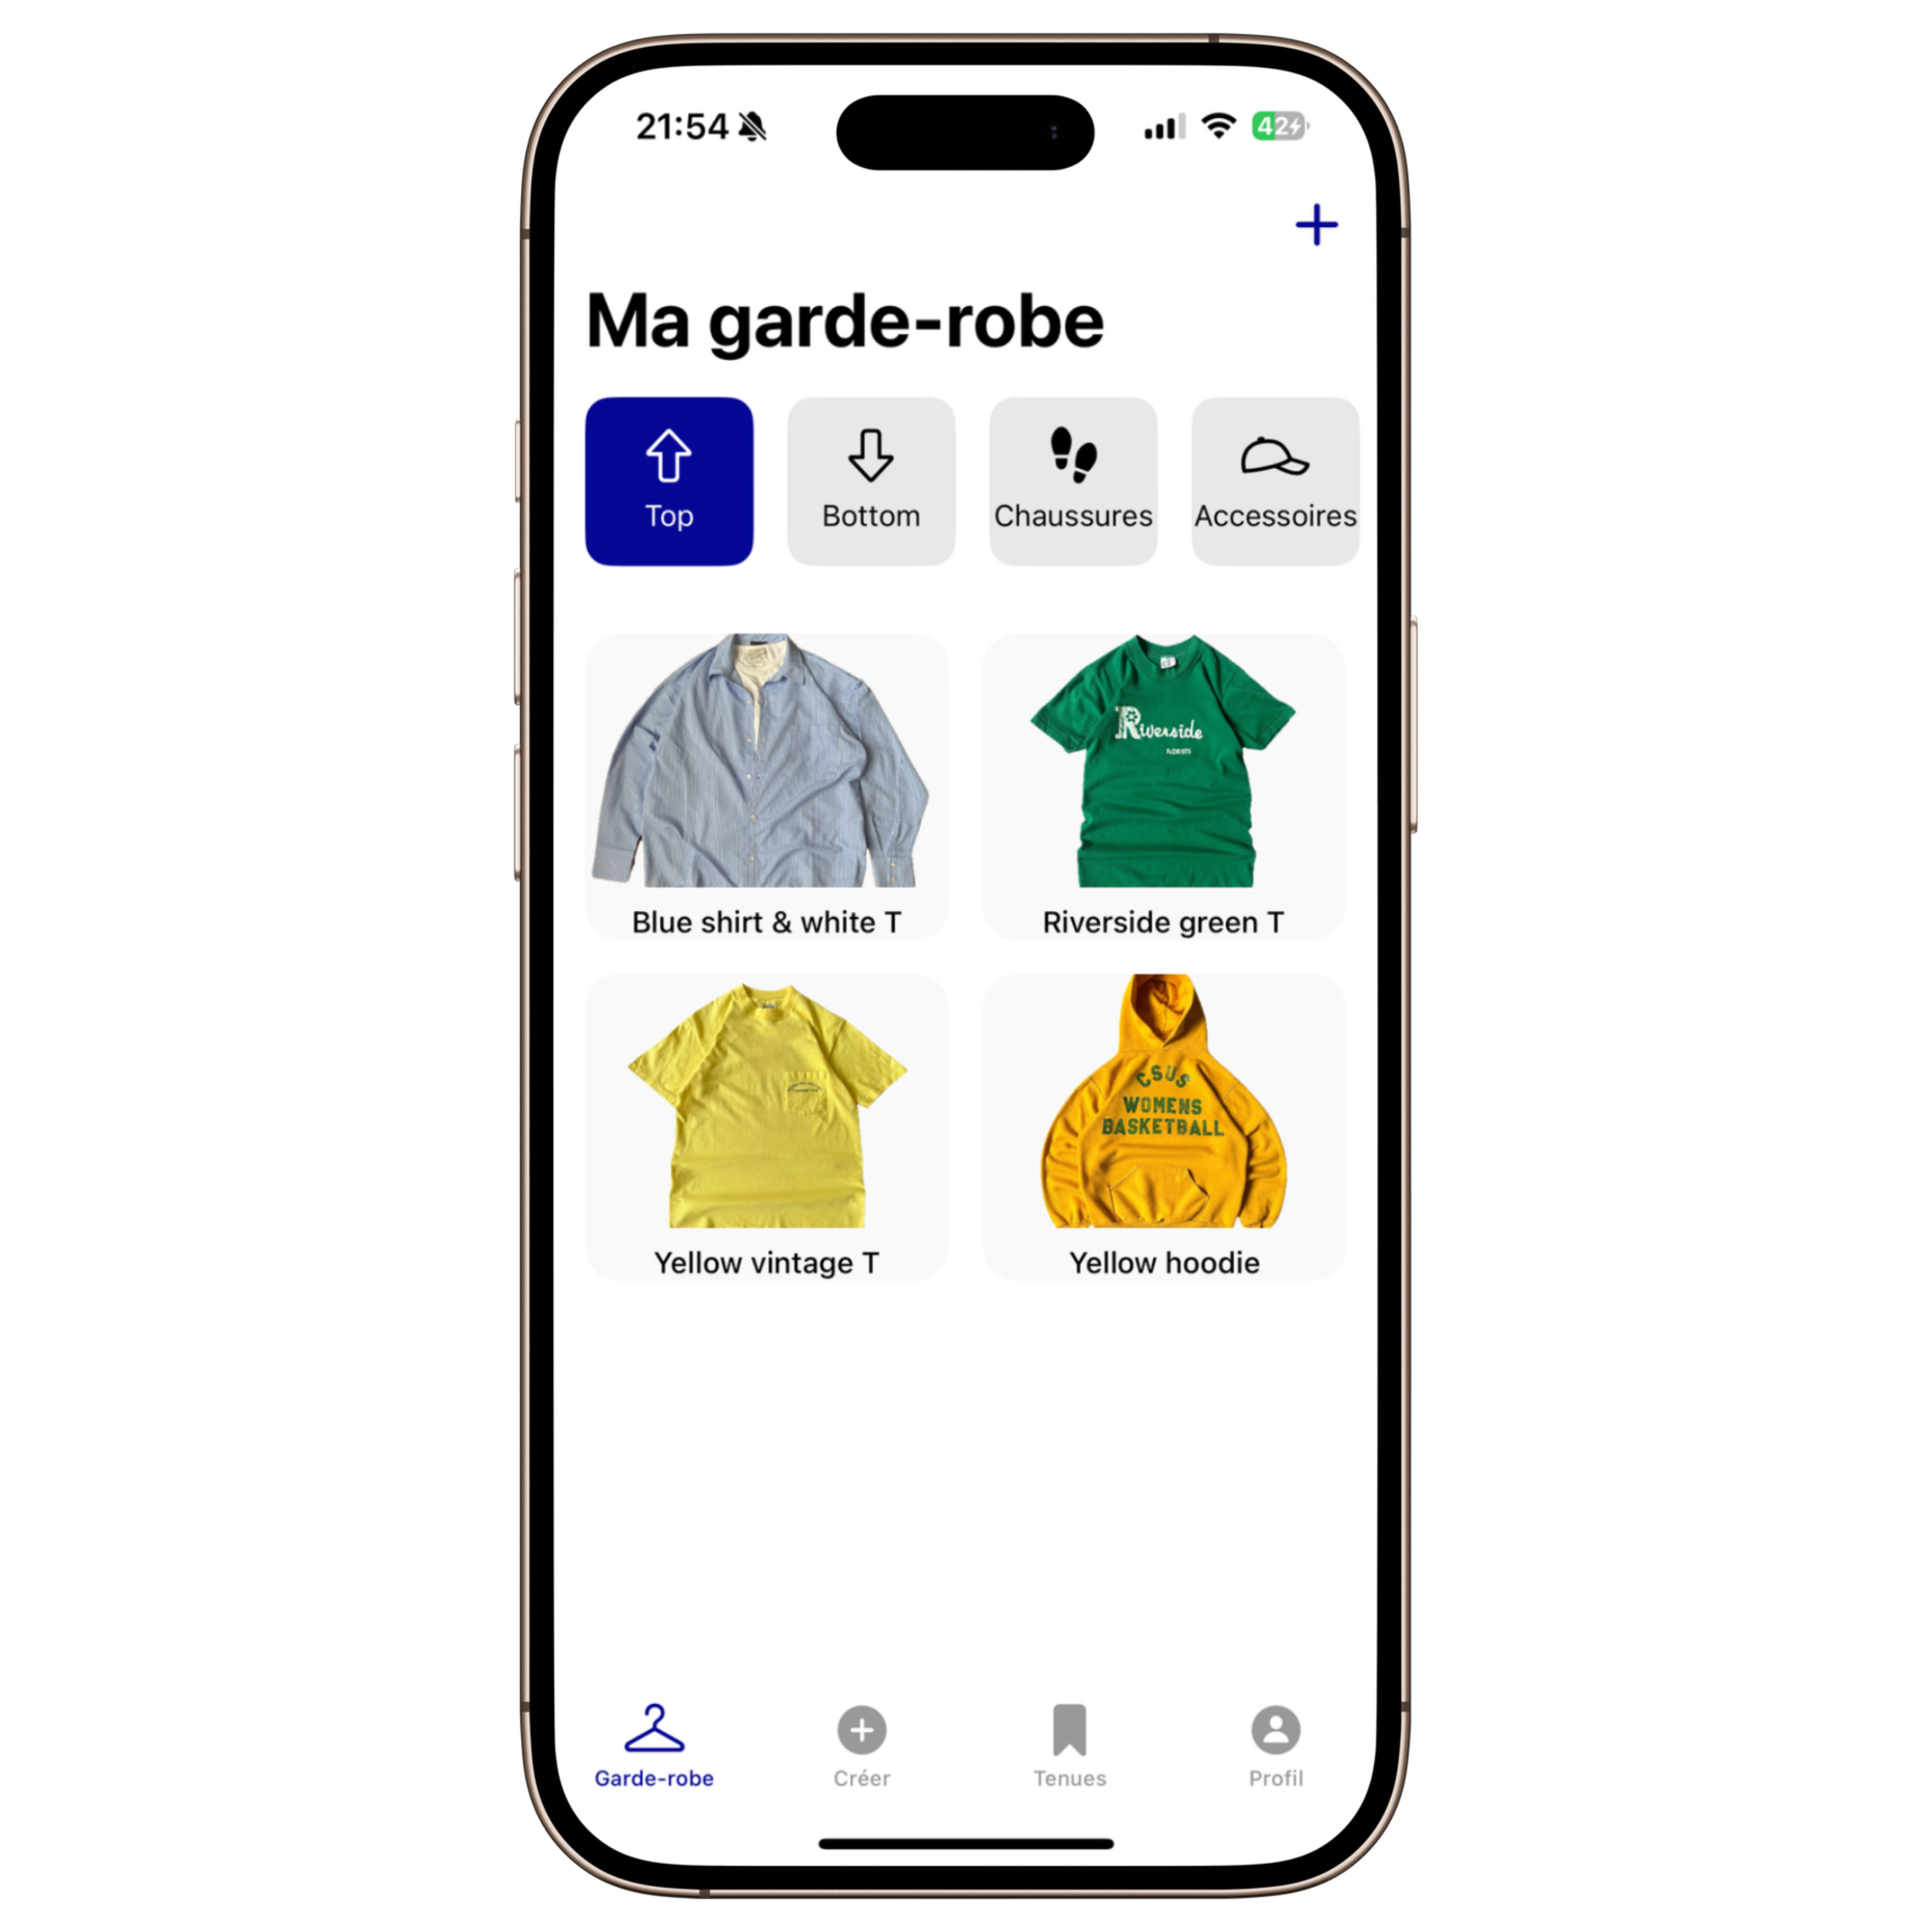 21:54
42
Ma garde-robe
Top
Bottom
Chaussures
Accessoires
Riverside
FLORISTS
Blue shirt & white T
Riverside green T
CSUS
WOMENS
BASKETBALL
Yellow vintage T
Yellow hoodie
Garde-robe
Créer
Tenues
Profil